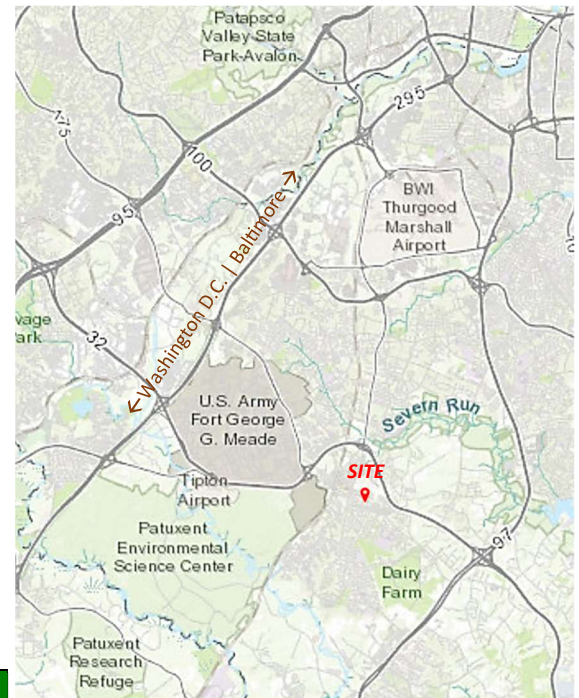 Patapsco
Valley State
Park-Avalon
295
175
100
BWI
Thurgood
Marshall
Airport
95
←Washington D.C. | Baltimore→
vage
ark
32
U.S. Army
Fort George
G. Meade
Severn Run
SITE
Tipton
Airport
Patuxent
Environmental
Science Center
97
Dairy
Farm
Patuxent
Research
Refuge